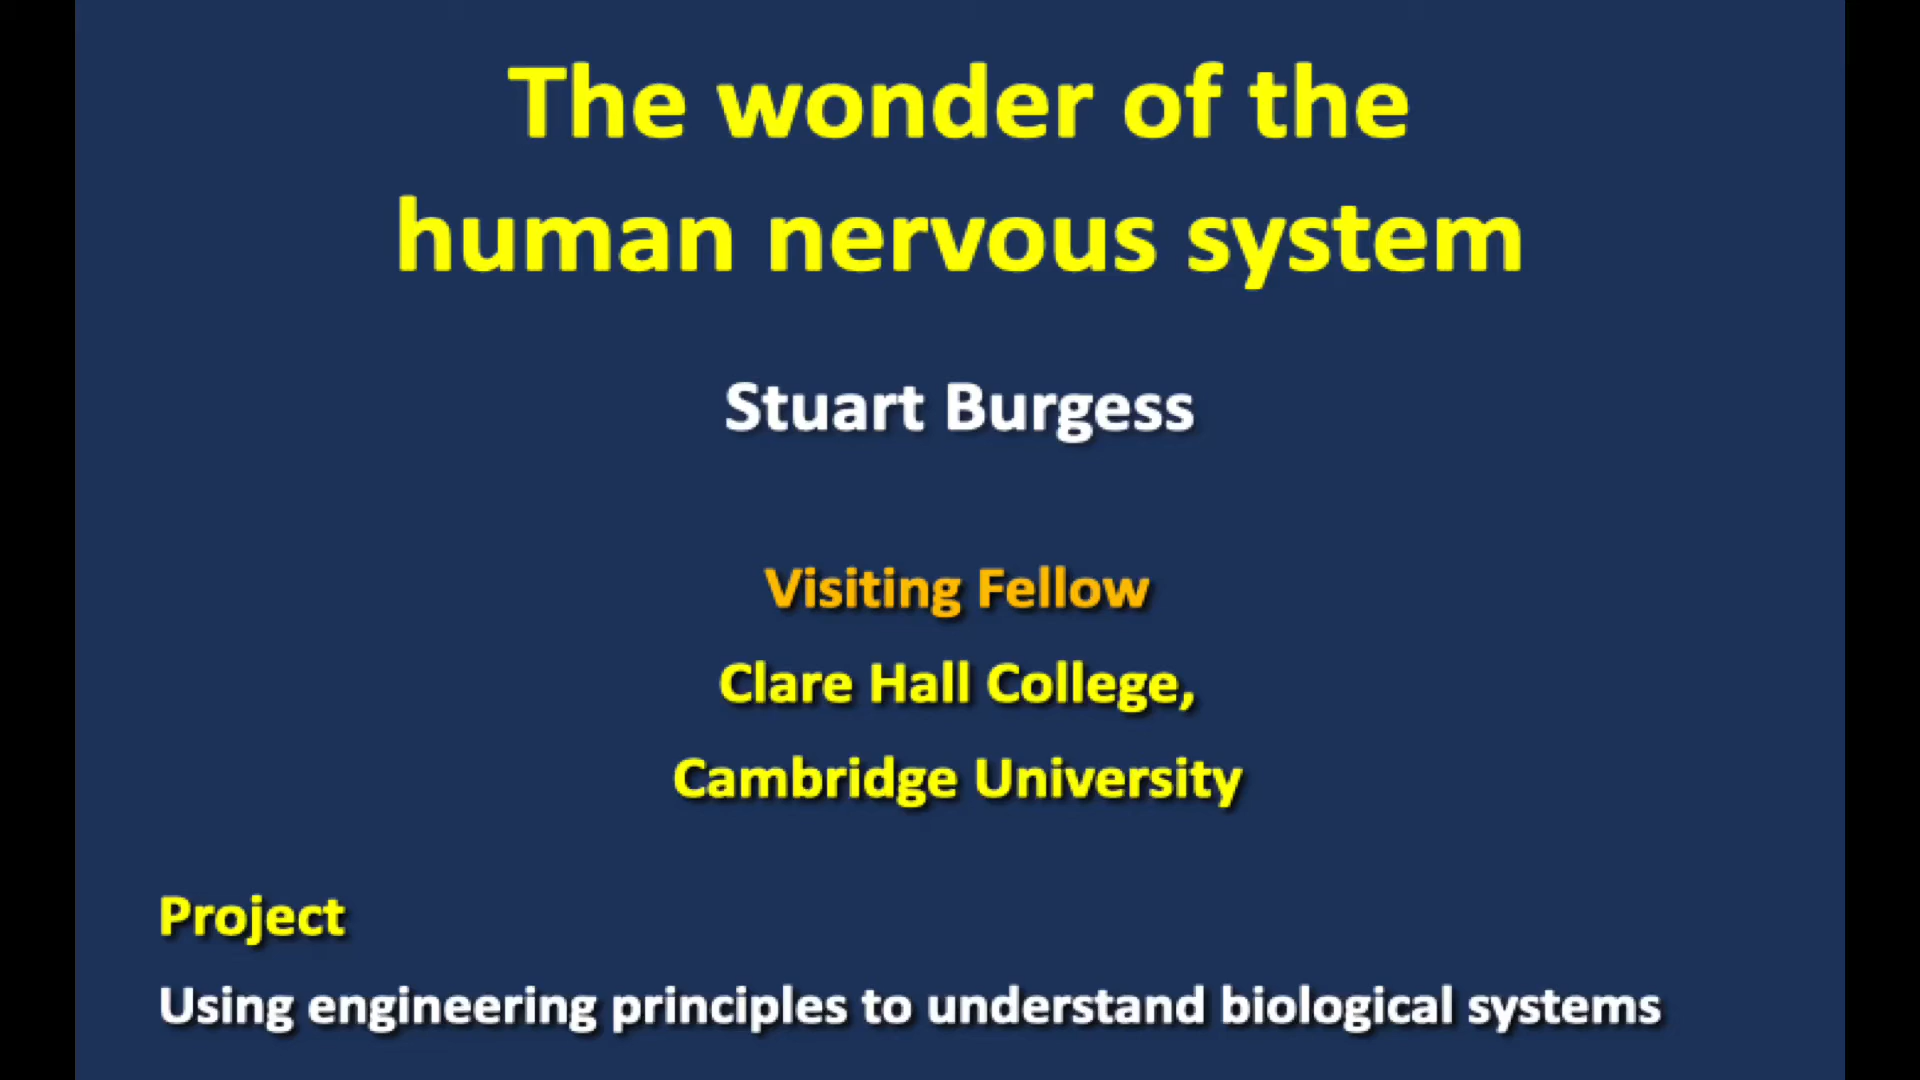 The wonder of the
human nervous system
Stuart Burgess
Visiting Fellow
Clare Hall College,
Cambridge University
Project
Using engineering principles to understand biological systems